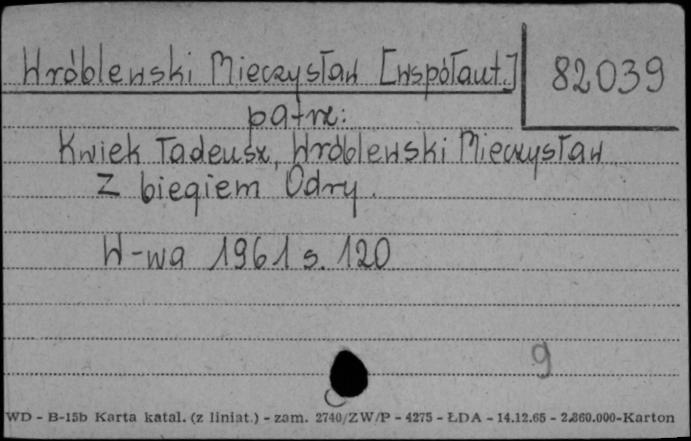 Wróblewski Mieczysław [współaut.] 82039
patrz:
Kwiek Tadeusz, Wróblewski Mieczysław
Z biegiem Odry.
W-wa 1961 s. 120
9
WD - B-15b Karta katal. (z liniat.) - zam. 2740/ZW/P - 4275 - ŁDA - 14.12.65 - 2.860.000-Karton